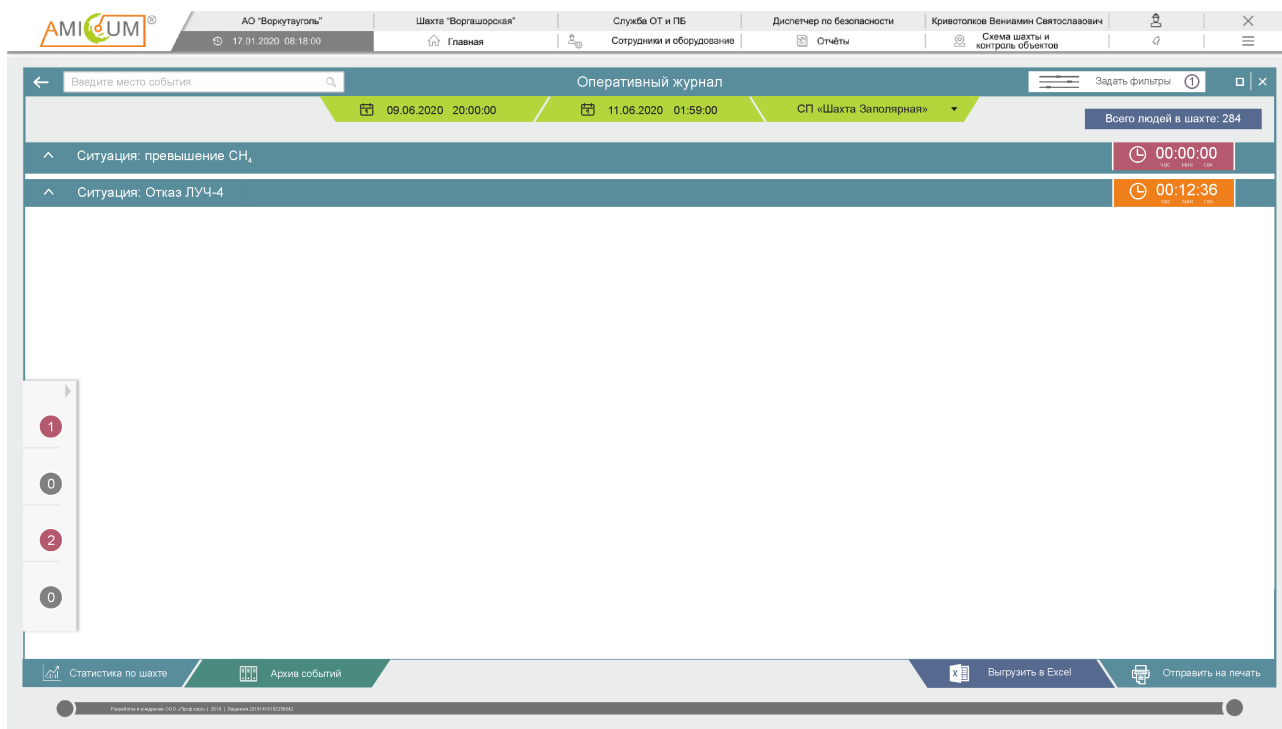 AMICUM®
АО "Воркутауголь"
Шахта "Воргашорская"
Служба ОТ и ПБ
Диспетчер по безопасности
Кривотолков Вениамин Святославович
17.01.2020 08:18:00
Главная
Сотрудники и оборудование
Отчёты
Схема шахты и
контроль объектов
Введите место события
Оперативный журнал
Задать фильтры 1
09.06.2020 20:00:00
11.06.2020 01:59:00
СП «Шахта Заполярная»
Всего людей в шахте: 284
Ситуация: превышение CH₄
00:00:00
час мин сек
Ситуация: Отказ ЛУЧ-4
00:12:36
час мин сек
1
0
2
0
Статистика по шахте
Архив событий
Выгрузить в Excel
Отправить на печать